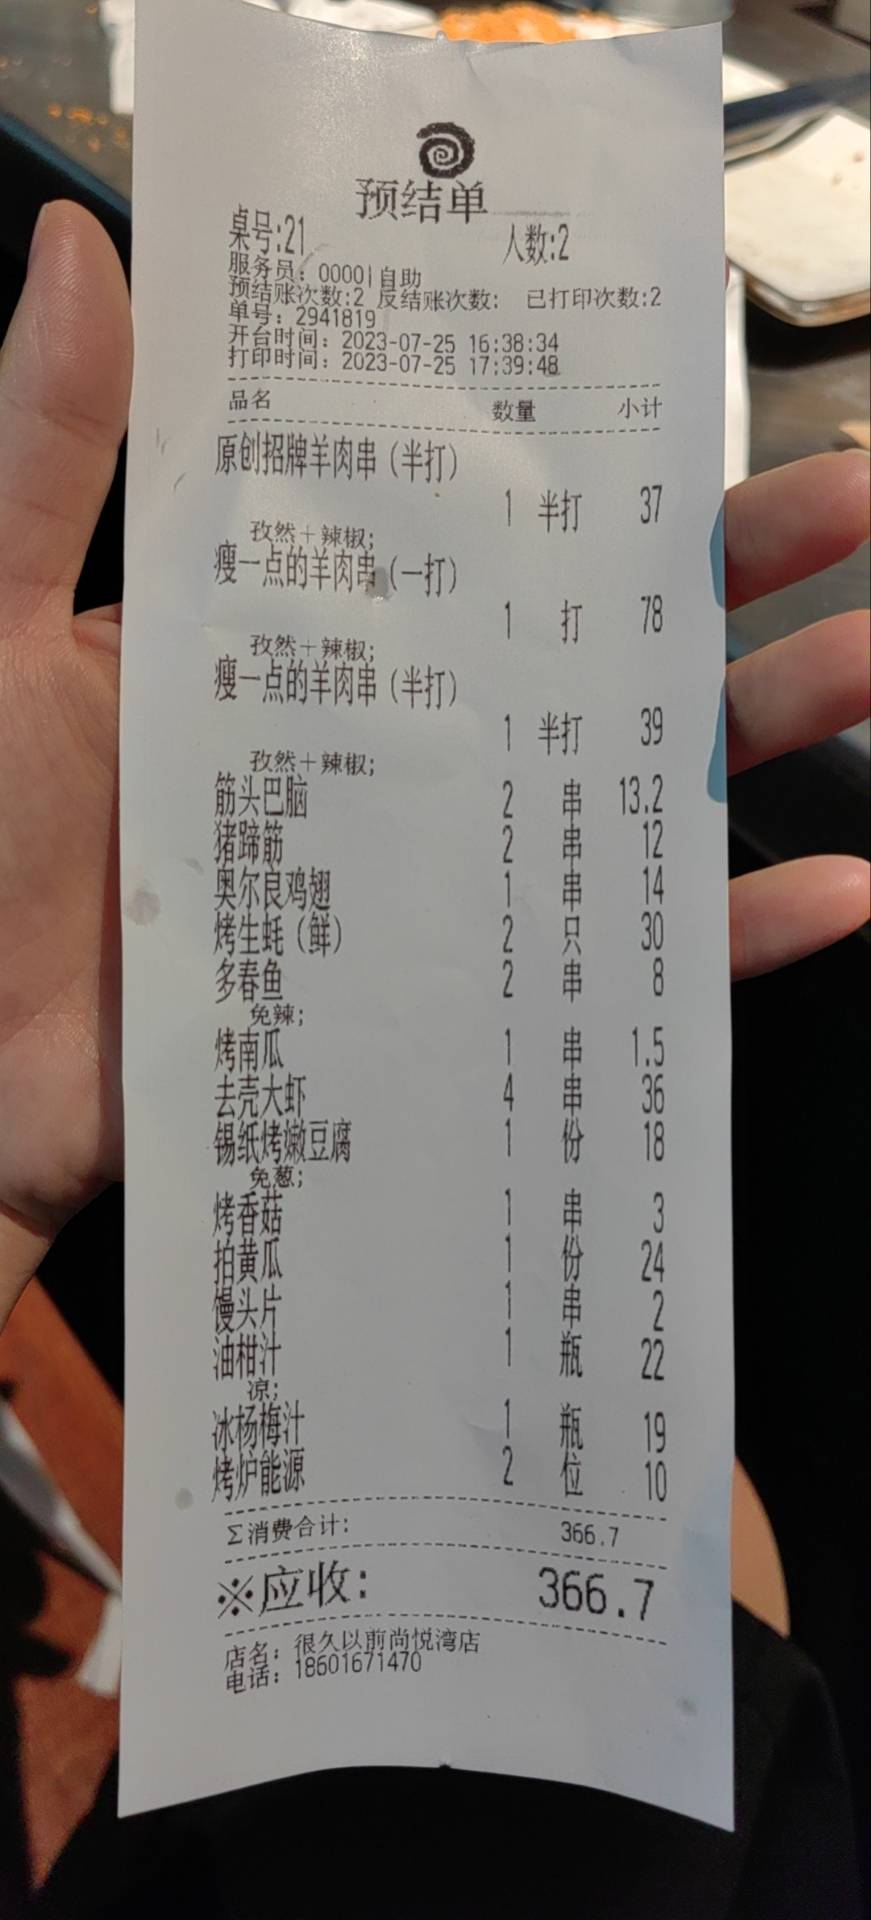 预结单
桌号:21 人数:2
服务员: 0000|自助
预结账次数:2 反结账次数: 已打印次数:2
单号: 2941819
开台时间: 2023-07-25 16:38:34
打印时间: 2023-07-25 17:39:48
品名 数量 小计
原创招牌羊肉串(半打)
1 半打 37
孜然+辣椒;
瘦一点的羊肉串(一打)
1 打 78
孜然+辣椒;
瘦一点的羊肉串(半打)
1 半打 39
孜然+辣椒;
筋头巴脑 2 串 13.2
猪蹄筋 2 串 12
奥尔良鸡翅 1 串 14
烤生蚝(鲜) 2 只 30
多春鱼 2 串 8
免辣;
烤南瓜 1 串 1.5
去壳大虾 4 串 36
锡纸烤嫩豆腐 1 份 18
免葱;
烤香菇 1 串 3
拍黄瓜 1 份 24
馒头片 1 串 2
油柑汁 1 瓶 22
凉;
冰杨梅汁 1 瓶 19
烤炉能源 2 位 10
Σ消费合计: 366.7
※应收: 366.7
店名: 很久以前尚悦湾店
电话: 18601671470